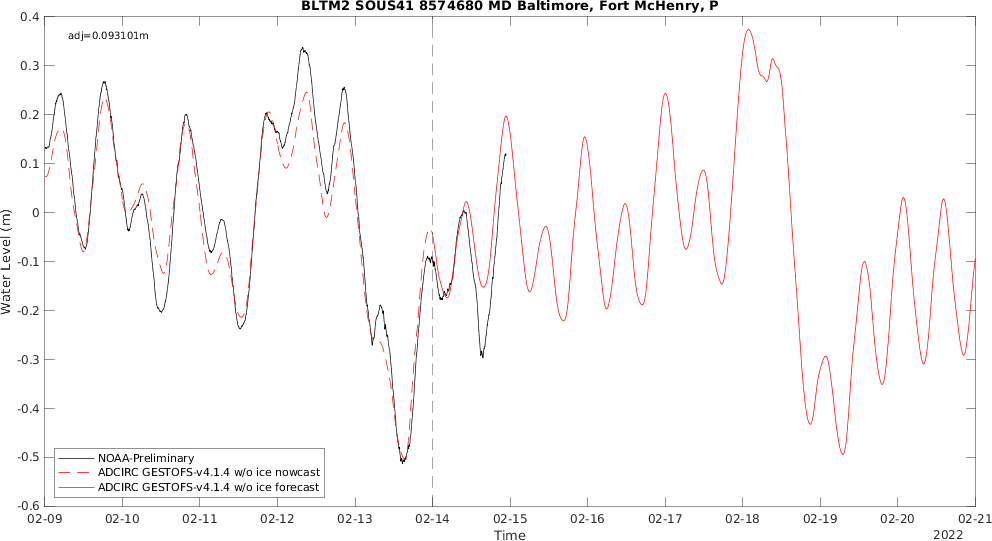 BLTM2 SOUS41 8574680 MD Baltimore, Fort McHenry, P
adj=0.093101m
0.4
0.3
0.2
0.1
0
-0.1
-0.2
-0.3
-0.4
-0.5
-0.6
Water Level (m)
NOAA-Preliminary
ADCIRC GESTOFS-v4.1.4 w/o ice nowcast
ADCIRC GESTOFS-v4.1.4 w/o ice forecast
02-09 02-10 02-11 02-12 02-13 02-14 02-15 02-16 02-17 02-18 02-19 02-20 02-21
Time
2022